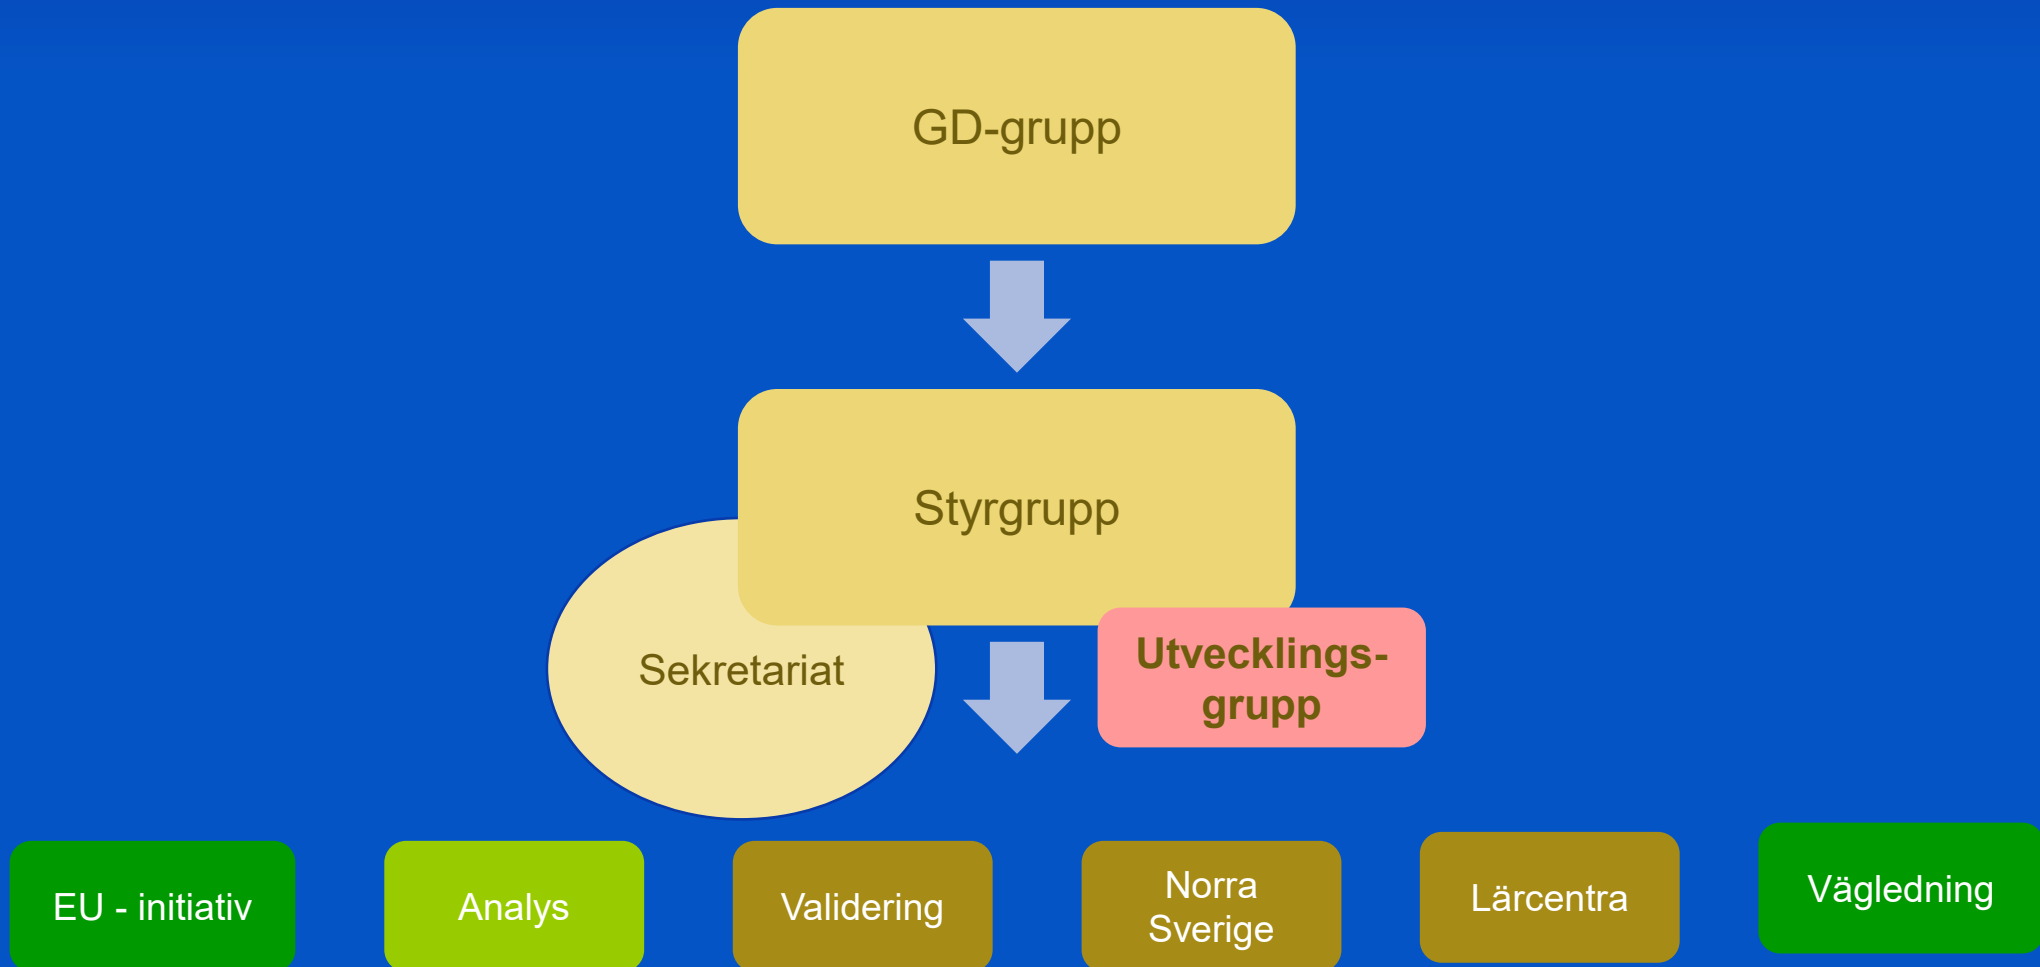 GD-grupp
Styrgrupp
Sekretariat
Utvecklings-
grupp
EU - initiativ
Analys
Validering
Norra
Sverige
Lärcentra
Vägledning